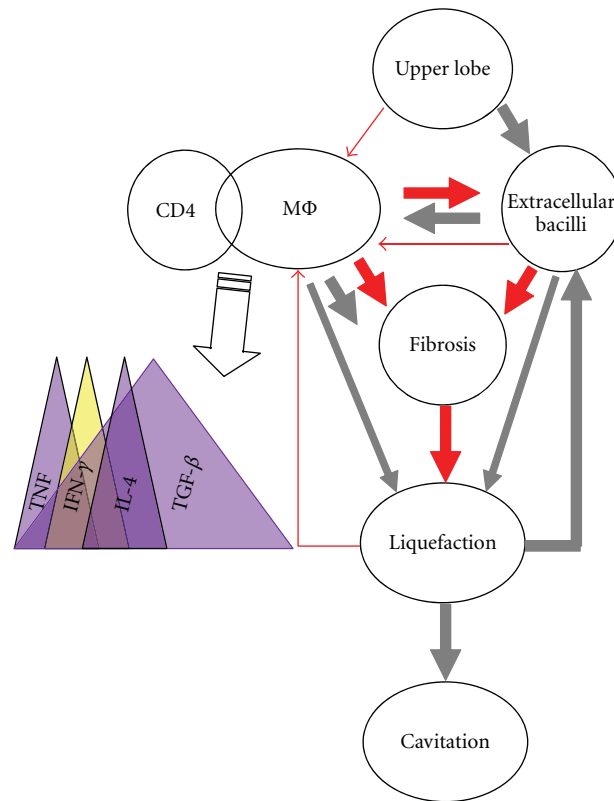 Upper lobe
CD4
MΦ
Extracellular
bacilli
Fibrosis
TNF
IFN-γ
IL-4
TGF-β
Liquefaction
Cavitation